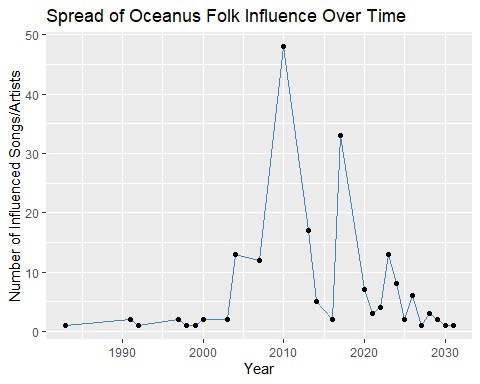 Spread of Oceanus Folk Influence Over Time
50
40
30
20
10
0
Number of Influenced Songs/Artists
1990 2000 2010 2020 2030
Year